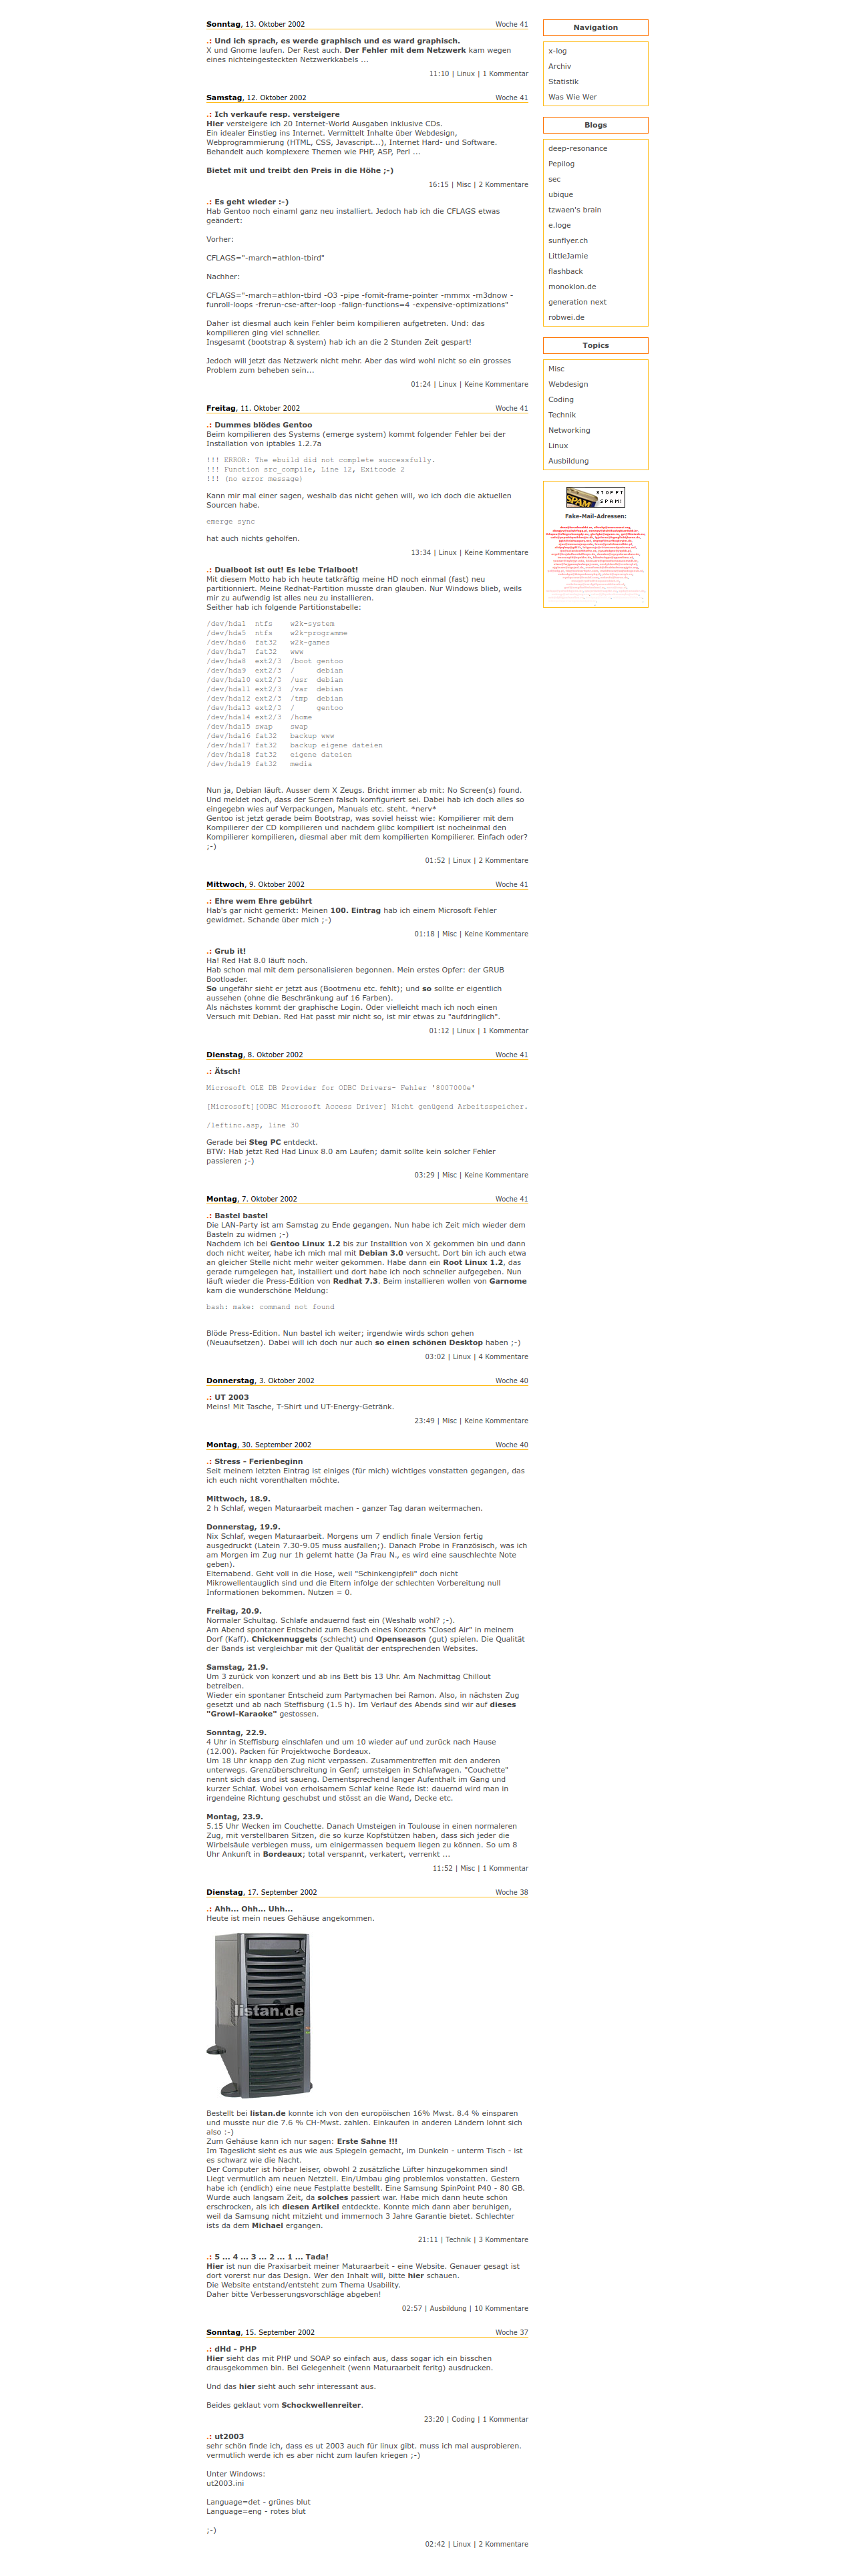 Sonntag, 13. Oktober 2002 Woche 41
.: Und ich sprach, es werde graphisch und es ward graphisch.
X und Gnome laufen. Der Rest auch. Der Fehler mit dem Netzwerk kam wegen
eines nichteingesteckten Netzwerkkabels ...
11:10 | Linux | 1 Kommentar
Samstag, 12. Oktober 2002 Woche 41
.: Ich verkaufe resp. versteigere
Hier versteigere ich 20 Internet-World Ausgaben inklusive CDs.
Ein idealer Einstieg ins Internet. Vermittelt Inhalte über Webdesign,
Webprogrammierung (HTML, CSS, Javascript...), Internet Hard- und Software.
Behandelt auch komplexere Themen wie PHP, ASP, Perl ...
Bietet mit und treibt den Preis in die Höhe ;-)
16:15 | Misc | 2 Kommentare
.: Es geht wieder :-)
Hab Gentoo noch einaml ganz neu installiert. Jedoch hab ich die CFLAGS etwas
geändert:
Vorher:
CFLAGS="-march=athlon-tbird"
Nachher:
CFLAGS="-march=athlon-tbird -O3 -pipe -fomit-frame-pointer -mmmx -m3dnow -
funroll-loops -frerun-cse-after-loop -falign-functions=4 -expensive-optimizations"
Daher ist diesmal auch kein Fehler beim kompilieren aufgetreten. Und: das
kompilieren ging viel schneller.
Insgesamt (bootstrap & system) hab ich an die 2 Stunden Zeit gespart!
Jedoch will jetzt das Netzwerk nicht mehr. Aber das wird wohl nicht so ein grosses
Problem zum beheben sein...
01:24 | Linux | Keine Kommentare
Freitag, 11. Oktober 2002 Woche 41
.: Dummes blödes Gentoo
Beim kompilieren des Systems (emerge system) kommt folgender Fehler bei der
Installation von iptables 1.2.7a
!!! ERROR: The ebuild did not complete successfully.
!!! Function src_compile, Line 12, Exitcode 2
!!! (no error message)
Kann mir mal einer sagen, weshalb das nicht gehen will, wo ich doch die aktuellen
Sourcen habe.
emerge sync
hat auch nichts geholfen.
13:34 | Linux | Keine Kommentare
.: Dualboot ist out! Es lebe Trialboot!
Mit diesem Motto hab ich heute tatkräftig meine HD noch einmal (fast) neu
partitionniert. Meine Redhat-Partition musste dran glauben. Nur Windows blieb, weils
mir zu aufwendig ist alles neu zu installieren.
Seither hab ich folgende Partitionstabelle:
/dev/hda1 ntfs w2k-system
/dev/hda5 ntfs w2k-programme
/dev/hda6 fat32 w2k-games
/dev/hda7 fat32 www
/dev/hda8 ext2/3 /boot gentoo
/dev/hda9 ext2/3 / debian
/dev/hda10 ext2/3 /usr debian
/dev/hda11 ext2/3 /var debian
/dev/hda12 ext2/3 /tmp debian
/dev/hda13 ext2/3 / gentoo
/dev/hda14 ext2/3 /home
/dev/hda15 swap swap
/dev/hda16 fat32 backup www
/dev/hda17 fat32 backup eigene dateien
/dev/hda18 fat32 eigene dateien
/dev/hda19 fat32 media
Nun ja, Debian läuft. Ausser dem X Zeugs. Bricht immer ab mit: No Screen(s) found.
Und meldet noch, dass der Screen falsch komfiguriert sei. Dabei hab ich doch alles so
eingegebn wies auf Verpackungen, Manuals etc. steht. *nerv*
Gentoo ist jetzt gerade beim Bootstrap, was soviel heisst wie: Kompilierer mit dem
Kompilierer der CD kompilieren und nachdem glibc kompiliert ist nocheinmal den
Kompilierer kompilieren, diesmal aber mit dem kompilierten Kompilierer. Einfach oder?
;-)
01:52 | Linux | 2 Kommentare
Mittwoch, 9. Oktober 2002 Woche 41
.: Ehre wem Ehre gebührt
Hab's gar nicht gemerkt: Meinen 100. Eintrag hab ich einem Microsoft Fehler
gewidmet. Schande über mich ;-)
01:18 | Misc | Keine Kommentare
.: Grub it!
Ha! Red Hat 8.0 läuft noch.
Hab schon mal mit dem personalisieren begonnen. Mein erstes Opfer: der GRUB
Bootloader.
So ungefähr sieht er jetzt aus (Bootmenu etc. fehlt); und so sollte er eigentlich
aussehen (ohne die Beschränkung auf 16 Farben).
Als nächstes kommt der graphische Login. Oder vielleicht mach ich noch einen
Versuch mit Debian. Red Hat passt mir nicht so, ist mir etwas zu "aufdringlich".
01:12 | Linux | 1 Kommentar
Dienstag, 8. Oktober 2002 Woche 41
.: Ätsch!
Microsoft OLE DB Provider for ODBC Drivers- Fehler '8007000e'
[Microsoft][ODBC Microsoft Access Driver] Nicht genügend Arbeitsspeicher.
/leftinc.asp, line 30
Gerade bei Steg PC entdeckt.
BTW: Hab jetzt Red Had Linux 8.0 am Laufen; damit sollte kein solcher Fehler
passieren ;-)
03:29 | Misc | Keine Kommentare
Montag, 7. Oktober 2002 Woche 41
.: Bastel bastel
Die LAN-Party ist am Samstag zu Ende gegangen. Nun habe ich Zeit mich wieder dem
Basteln zu widmen ;-)
Nachdem ich bei Gentoo Linux 1.2 bis zur Installtion von X gekommen bin und dann
doch nicht weiter, habe ich mich mal mit Debian 3.0 versucht. Dort bin ich auch etwa
an gleicher Stelle nicht mehr weiter gekommen. Habe dann ein Root Linux 1.2, das
gerade rumgelegen hat, installiert und dort habe ich noch schneller aufgegeben. Nun
läuft wieder die Press-Edition von Redhat 7.3. Beim installieren wollen von Garnome
kam die wunderschöne Meldung:
bash: make: command not found
Blöde Press-Edition. Nun bastel ich weiter; irgendwie wirds schon gehen
(Neuaufsetzen). Dabei will ich doch nur auch so einen schönen Desktop haben ;-)
03:02 | Linux | 4 Kommentare
Donnerstag, 3. Oktober 2002 Woche 40
.: UT 2003
Meins! Mit Tasche, T-Shirt und UT-Energy-Getränk.
23:49 | Misc | Keine Kommentare
Montag, 30. September 2002 Woche 40
.: Stress - Ferienbeginn
Seit meinem letzten Eintrag ist einiges (für mich) wichtiges vonstatten gegangen, das
ich euch nicht vorenthalten möchte.
Mittwoch, 18.9.
2 h Schlaf, wegen Maturaarbeit machen - ganzer Tag daran weitermachen.
Donnerstag, 19.9.
Nix Schlaf, wegen Maturaarbeit. Morgens um 7 endlich finale Version fertig
ausgedruckt (Latein 7.30-9.05 muss ausfallen;). Danach Probe in Französisch, was ich
am Morgen im Zug nur 1h gelernt hatte (Ja Frau N., es wird eine sauschlechte Note
geben).
Elternabend. Geht voll in die Hose, weil "Schinkengipfeli" doch nicht
Mikrowellentauglich sind und die Eltern infolge der schlechten Vorbereitung null
Informationen bekommen. Nutzen = 0.
Freitag, 20.9.
Normaler Schultag. Schlafe andauernd fast ein (Weshalb wohl? ;-).
Am Abend spontaner Entscheid zum Besuch eines Konzerts "Closed Air" in meinem
Dorf (Kaff). Chickennuggets (schlecht) und Openseason (gut) spielen. Die Qualität
der Bands ist vergleichbar mit der Qualität der entsprechenden Websites.
Samstag, 21.9.
Um 3 zurück von konzert und ab ins Bett bis 13 Uhr. Am Nachmittag Chillout
betreiben.
Wieder ein spontaner Entscheid zum Partymachen bei Ramon. Also, in nächsten Zug
gesetzt und ab nach Steffisburg (1.5 h). Im Verlauf des Abends sind wir auf dieses
"Growl-Karaoke" gestossen.
Sonntag, 22.9.
4 Uhr in Steffisburg einschlafen und um 10 wieder auf und zurück nach Hause
(12.00). Packen für Projektwoche Bordeaux.
Um 18 Uhr knapp den Zug nicht verpassen. Zusammentreffen mit den anderen
unterwegs. Grenzüberschreitung in Genf; umsteigen in Schlafwagen. "Couchette"
nennt sich das und ist saueng. Dementsprechend langer Aufenthalt im Gang und
kurzer Schlaf. Wobei von erholsamem Schlaf keine Rede ist: dauernd wird man in
irgendeine Richtung geschubst und stösst an die Wand, Decke etc.
Montag, 23.9.
5.15 Uhr Wecken im Couchette. Danach Umsteigen in Toulouse in einen normaleren
Zug, mit verstellbaren Sitzen, die so kurze Kopfstützen haben, dass sich jeder die
Wirbelsäule verbiegen muss, um einigermassen bequem liegen zu können. So um 8
Uhr Ankunft in Bordeaux; total verspannt, verkatert, verrenkt ...
11:52 | Misc | 1 Kommentar
Dienstag, 17. September 2002 Woche 38
.: Ahh... Ohh... Uhh...
Heute ist mein neues Gehäuse angekommen.
listan.de
Bestellt bei listan.de konnte ich von den europöischen 16% Mwst. 8.4 % einsparen
und musste nur die 7.6 % CH-Mwst. zahlen. Einkaufen in anderen Ländern lohnt sich
also :-)
Zum Gehäuse kann ich nur sagen: Erste Sahne !!!
Im Tageslicht sieht es aus wie aus Spiegeln gemacht, im Dunkeln - unterm Tisch - ist
es schwarz wie die Nacht.
Der Computer ist hörbar leiser, obwohl 2 zusätzliche Lüfter hinzugekommen sind!
Liegt vermutlich am neuen Netzteil. Ein/Umbau ging problemlos vonstatten. Gestern
habe ich (endlich) eine neue Festplatte bestellt. Eine Samsung SpinPoint P40 - 80 GB.
Wurde auch langsam Zeit, da solches passiert war. Habe mich dann heute schön
erschrocken, als ich diesen Artikel entdeckte. Konnte mich dann aber beruhigen,
weil da Samsung nicht mitzieht und immernoch 3 Jahre Garantie bietet. Schlechter
ists da dem Michael ergangen.
21:11 | Technik | 3 Kommentare
.: 5 ... 4 ... 3 ... 2 ... 1 ... Tada!
Hier ist nun die Praxisarbeit meiner Maturaarbeit - eine Website. Genauer gesagt ist
dort vorerst nur das Design. Wer den Inhalt will, bitte hier schauen.
Die Website entstand/entsteht zum Thema Usability.
Daher bitte Verbesserungsvorschläge abgeben!
02:57 | Ausbildung | 10 Kommentare
Sonntag, 15. September 2002 Woche 37
.: dHd - PHP
Hier sieht das mit PHP und SOAP so einfach aus, dass sogar ich ein bisschen
drausgekommen bin. Bei Gelegenheit (wenn Maturaarbeit feritg) ausdrucken.
Und das hier sieht auch sehr interessant aus.
Beides geklaut vom Schockwellenreiter.
23:20 | Coding | 1 Kommentar
.: ut2003
sehr schön finde ich, dass es ut 2003 auch für linux gibt. muss ich mal ausprobieren.
vermutlich werde ich es aber nicht zum laufen kriegen ;-)
Unter Windows:
ut2003.ini
Language=det - grünes blut
Language=eng - rotes blut
;-)
02:42 | Linux | 2 Kommentare
Navigation
x-log
Archiv
Statistik
Was Wie Wer
Blogs
deep-resonance
Pepilog
sec
ubique
tzwaen's brain
e.loge
sunflyer.ch
LittleJamie
flashback
monoklon.de
generation next
robwei.de
Topics
Misc
Webdesign
Coding
Technik
Networking
Linux
Ausbildung
STOPPT
SPAM!
Fake-Mail-Adressen: